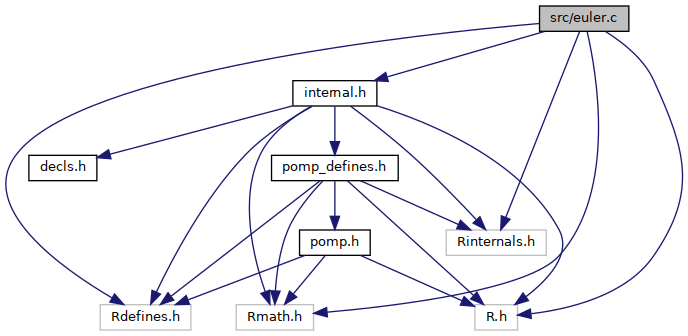 src/euler.c
internal.h
decls.h
pomp_defines.h
pomp.h
Rinternals.h
Rdefines.h
Rmath.h
R.h